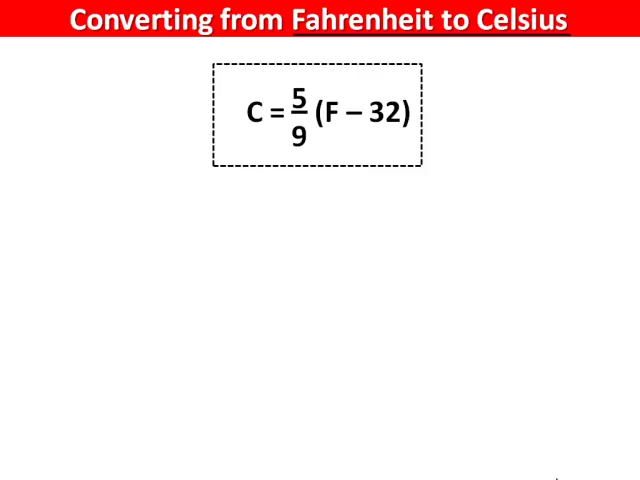 Converting from Fahrenheit to Celsius
C = 5/9 (F – 32)